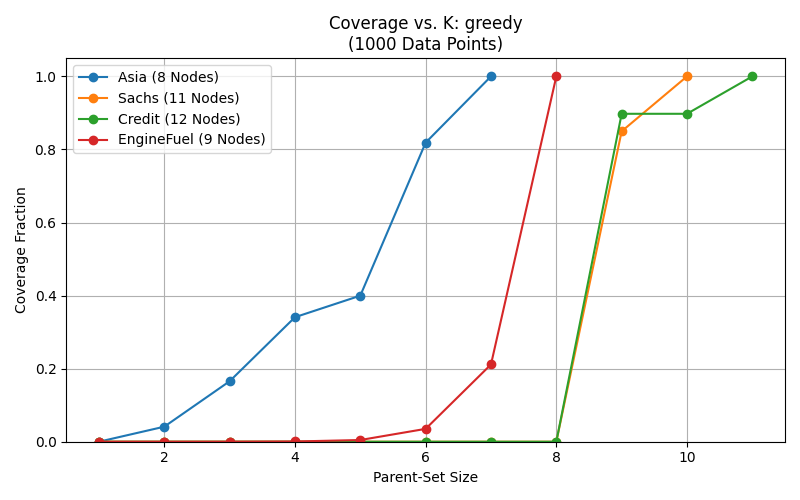 Coverage vs. K: greedy
(1000 Data Points)
Asia (8 Nodes)
Sachs (11 Nodes)
Credit (12 Nodes)
EngineFuel (9 Nodes)
Coverage Fraction
1.0
0.8
0.6
0.4
0.2
0.0
2 4 6 8 10
Parent-Set Size